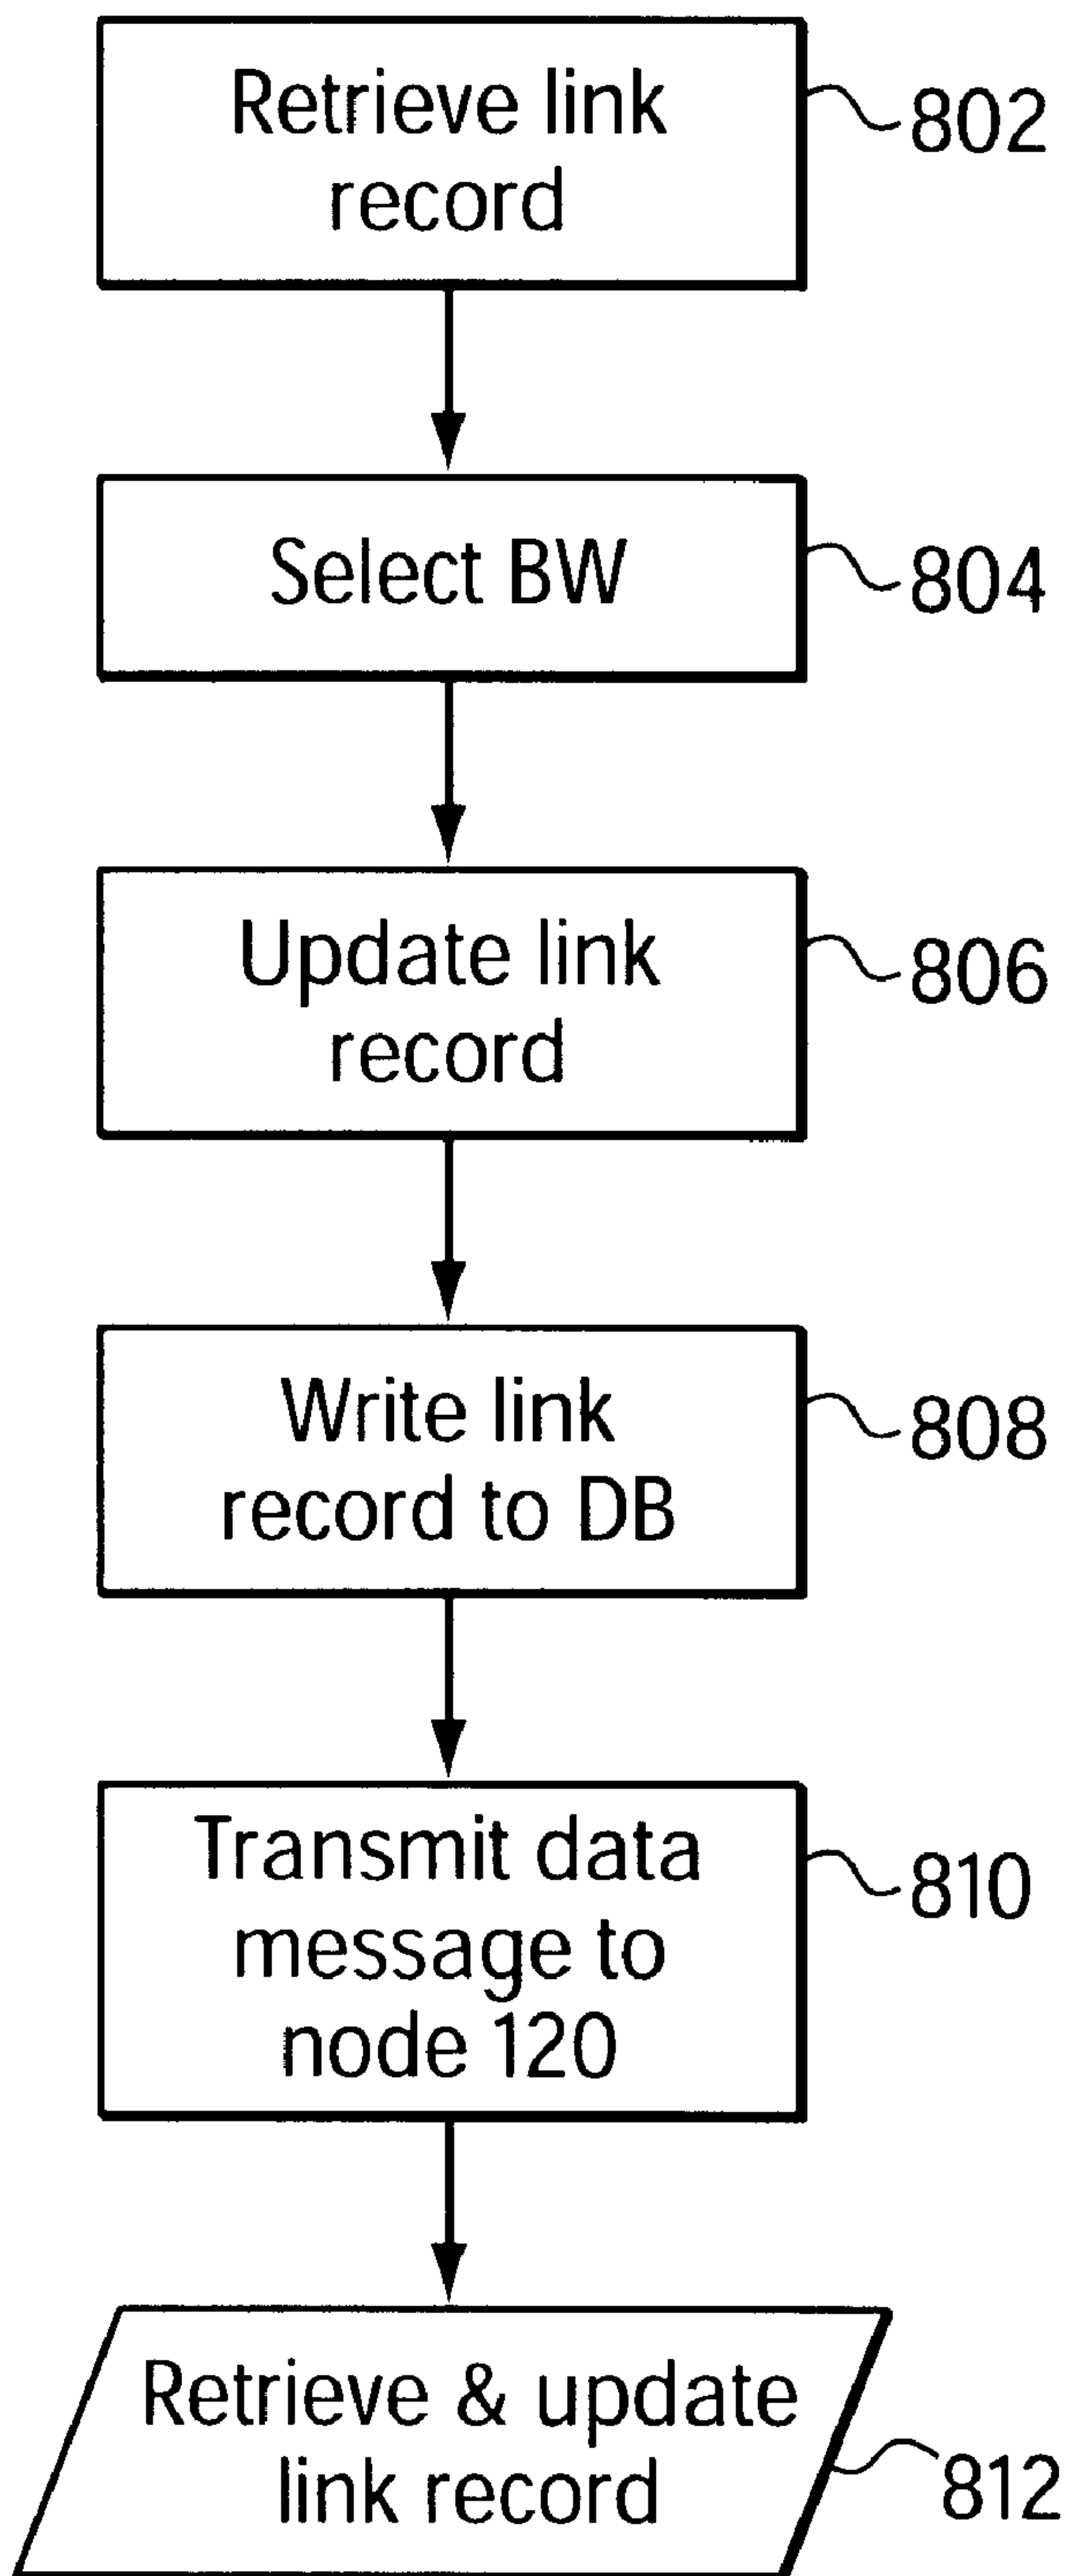 Retrieve link
record
802
Select BW
804
Update link
record
806
Write link
record to DB
808
Transmit data
message to
node 120
810
Retrieve & update
link record
812